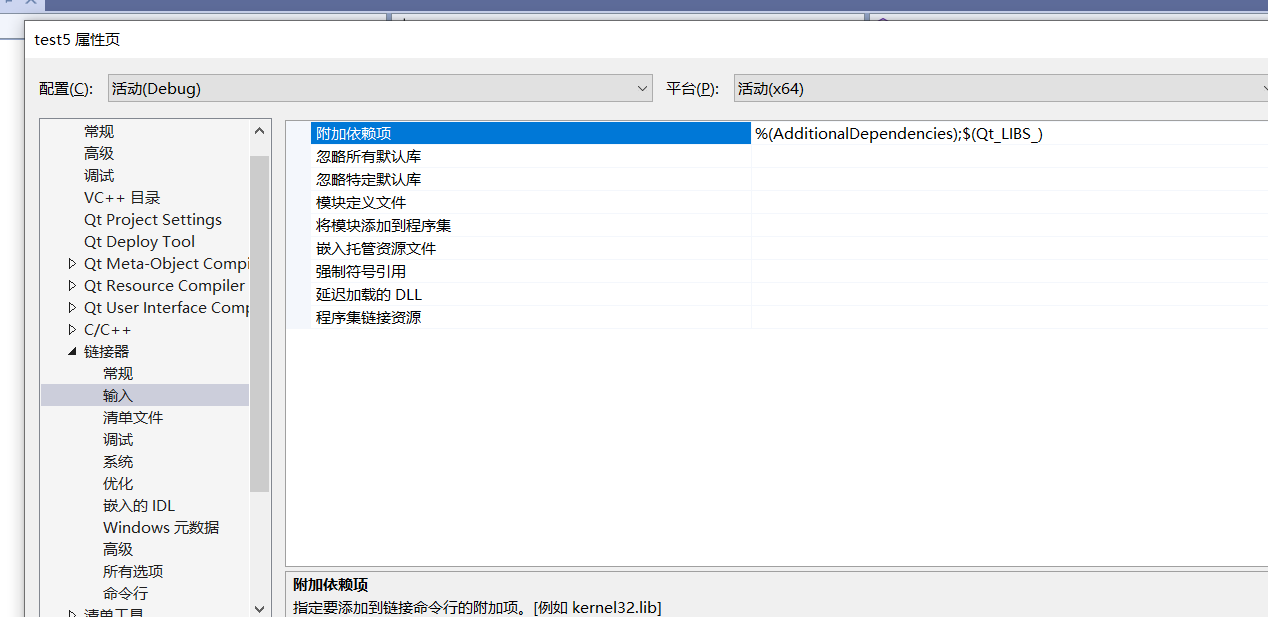 test5 属性页
配置(C): 活动(Debug) 平台(P): 活动(x64)
常规
高级
调试
VC++ 目录
Qt Project Settings
Qt Deploy Tool
Qt Meta-Object Compi
Qt Resource Compiler
Qt User Interface Comp
C/C++
链接器
常规
输入
清单文件
调试
系统
优化
嵌入的 IDL
Windows 元数据
高级
所有选项
命令行
清单工具
附加依赖项 %(AdditionalDependencies);$(Qt_LIBS_)
忽略所有默认库
忽略特定默认库
模块定义文件
将模块添加到程序集
嵌入托管资源文件
强制符号引用
延迟加载的 DLL
程序集链接资源
附加依赖项
指定要添加到链接命令行的附加项。[例如 kernel32.lib]